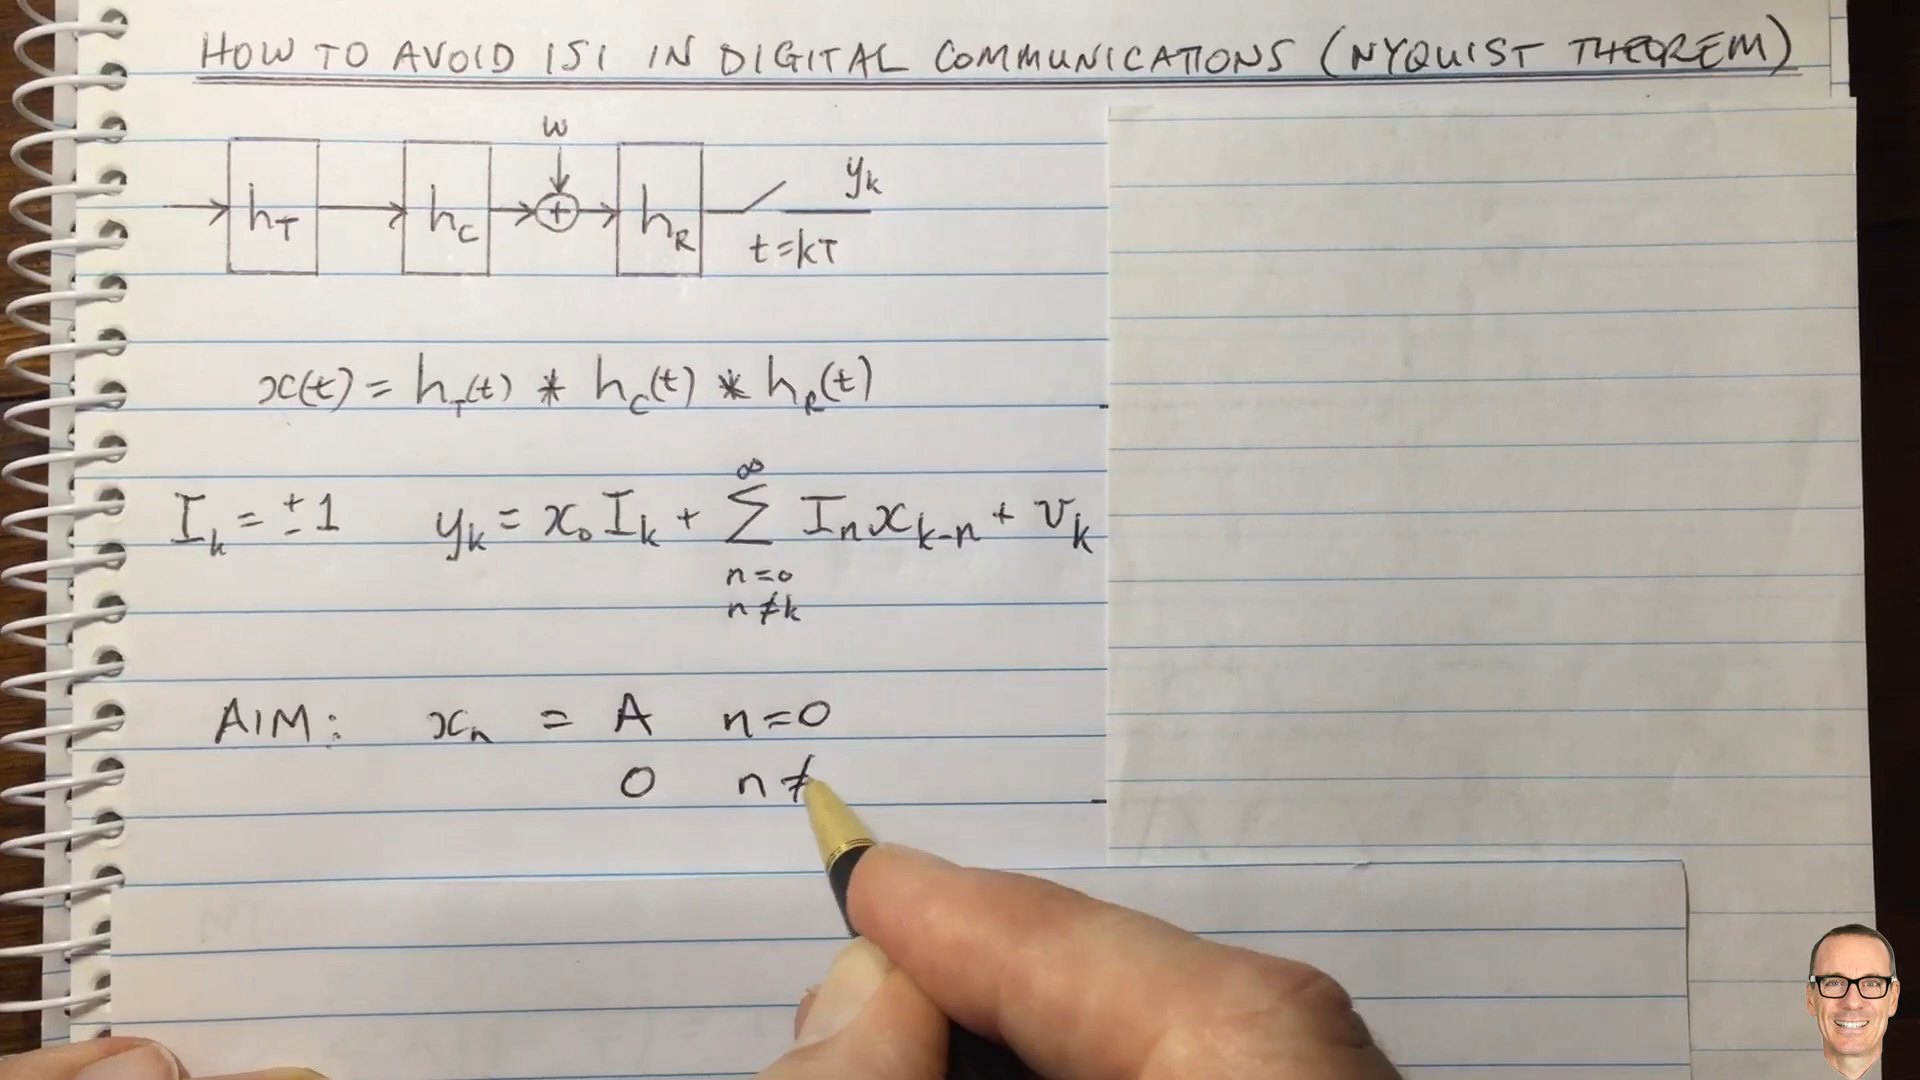 HOW TO AVOID ISI IN DIGITAL COMMUNICATIONS (NYQUIST THEOREM)
w
h_T h_C + h_R y_k
t=kT
x(t) = h_T(t) * h_C(t) * h_R(t)
I_k = ±1 y_k = x_0 I_k + ∑ I_n x_{k-n} + v_k
∞
n=0
n≠k
AIM: x_n = A n=0
0 n≠